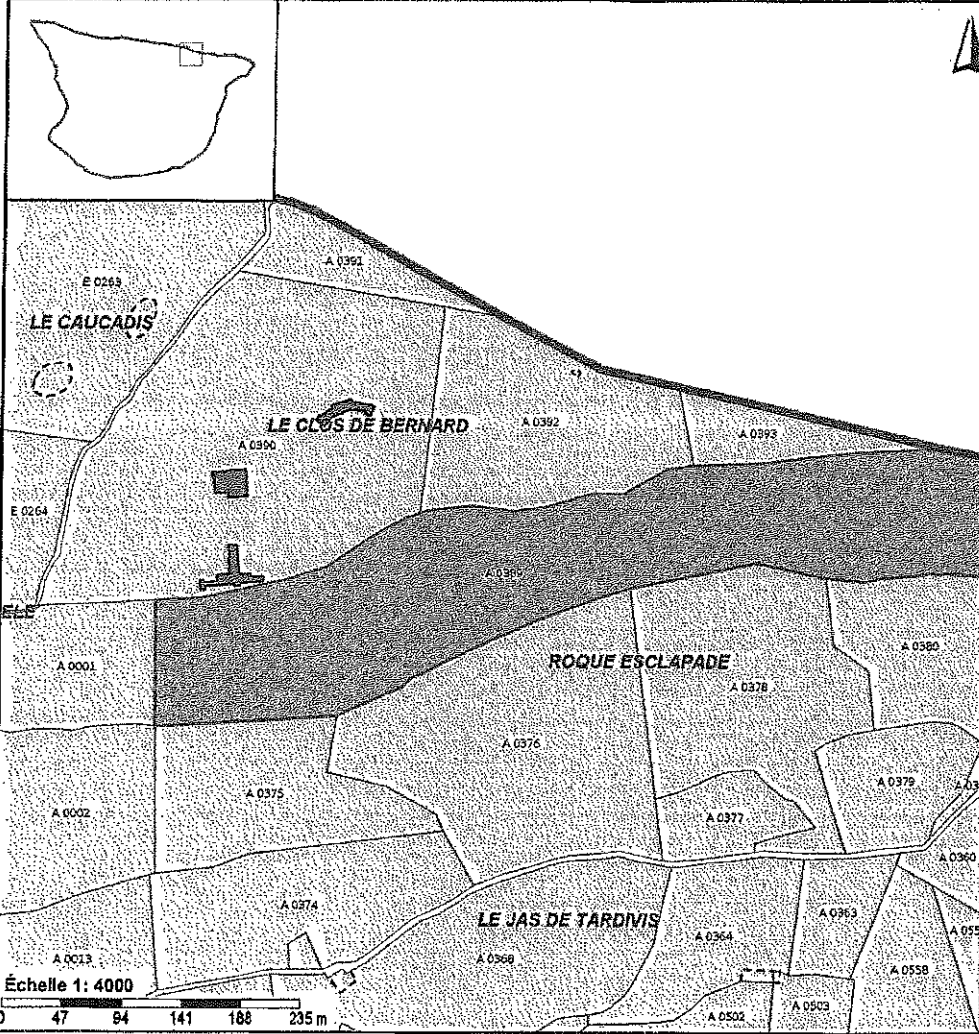 A 0391
E 0263
LE CAUCADIS
LE CLOS DE BERNARD
A 0392
A 0393
A 0390
E 0264
A 0001
ROQUE ESCLAPADE
A 0380
A 0378
A 0376
A 0379
A 0375
A 0002
A 0377
A 0360
A 0374
A 0363
LE JAS DE TARDIVIS
A 0364
A 0013
A 0368
A 0558
Échelle 1: 4000
A 0502
A 0503
0 47 94 141 188 235 m